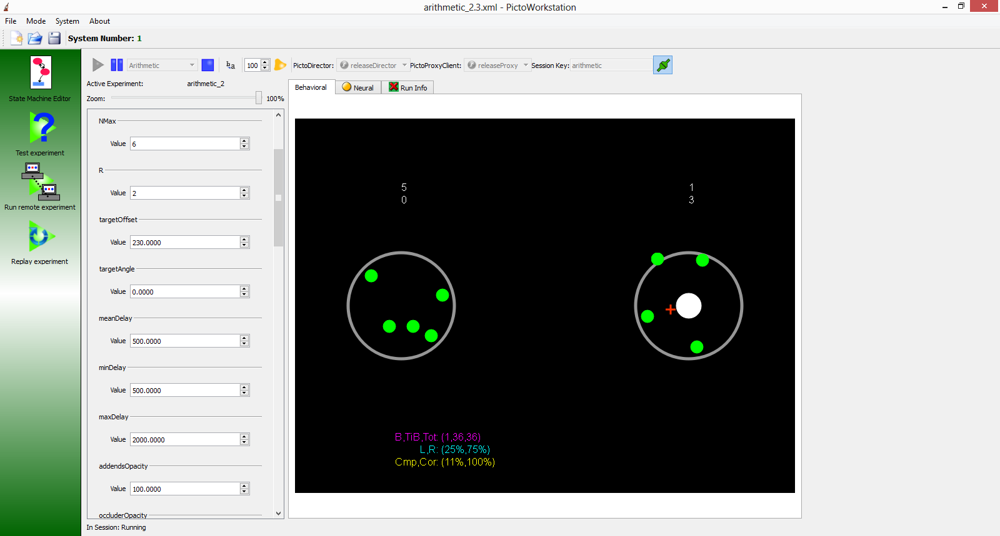 arithmetic_2.3.xml - PictoWorkstation
File Mode System About
System Number: 1
State Machine Editor
Test experiment
Run remote experiment
Replay experiment
Arithmetic
ba
100
PictoDirector:
releaseDirector
PictoProxyClient:
releaseProxy
Session Key:
arithmetic
Active Experiment: arithmetic_2
Zoom: 100%
NMax
Value 6
R
Value 2
targetOffset
Value 230.0000
targetAngle
Value 0.0000
meanDelay
Value 500.0000
minDelay
Value 500.0000
maxDelay
Value 2000.0000
addendsOpacity
Value 100.0000
occluderOpacity
In Session: Running
Behavioral Neural Run Info
5 1
0 3
B,TiB,Tot: (1,36,36)
L,R: (25%,75%)
Cmp,Cor: (11%,100%)